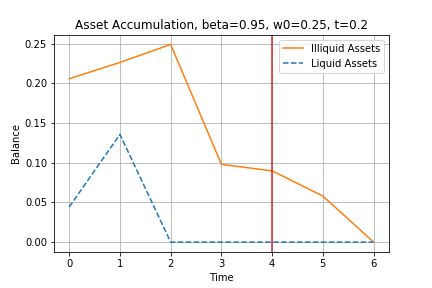 Asset Accumulation, beta=0.95, w0=0.25, t=0.2
Illiquid Assets
Liquid Assets
Balance
0.25
0.20
0.15
0.10
0.05
0.00
0 1 2 3 4 5 6
Time